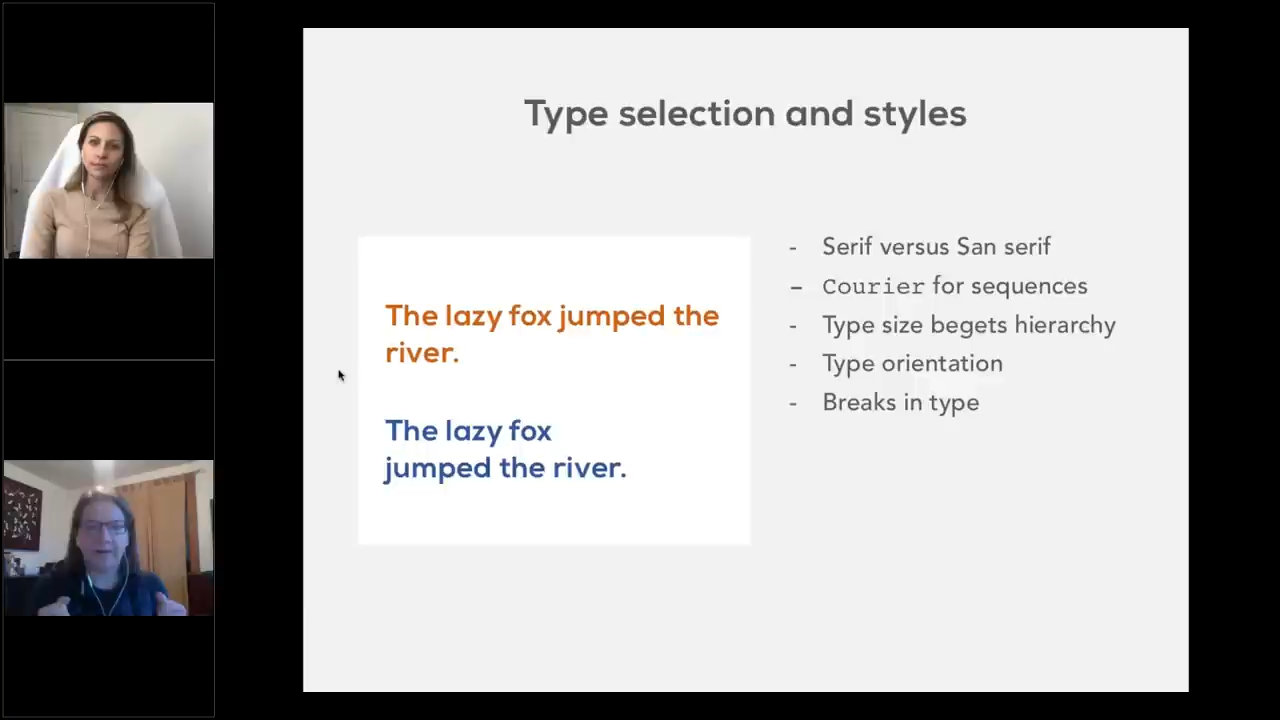 Type selection and styles
The lazy fox jumped the
river.
The lazy fox
jumped the river.
- Serif versus San serif
- Courier for sequences
- Type size begets hierarchy
- Type orientation
- Breaks in type